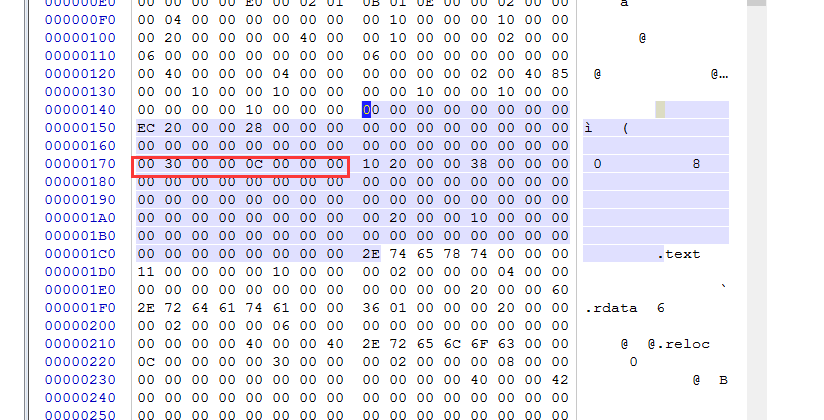 000000F0 00 04 00 00 00 00 00 00 00 00 10 00 00 10 00 00
00000100 00 20 00 00 00 00 40 00 00 10 00 00 00 02 00 00 @
00000110 06 00 00 00 00 00 00 00 06 00 00 00 00 00 00 00
00000120 00 40 00 00 00 04 00 00 00 00 00 00 02 00 40 85 @ @…
00000130 00 00 10 00 00 10 00 00 00 00 10 00 00 10 00 00
00000140 00 00 00 00 10 00 00 00 00 00 00 00 00 00 00 00
00000150 EC 20 00 00 28 00 00 00 00 00 00 00 00 00 00 00 ì (
00000160 00 00 00 00 00 00 00 00 00 00 00 00 00 00 00 00
00000170 00 30 00 00 0C 00 00 00 10 20 00 00 38 00 00 00 0 8
00000180 00 00 00 00 00 00 00 00 00 00 00 00 00 00 00 00
00000190 00 00 00 00 00 00 00 00 00 00 00 00 00 00 00 00
000001A0 00 00 00 00 00 00 00 00 00 20 00 00 10 00 00 00
000001B0 00 00 00 00 00 00 00 00 00 00 00 00 00 00 00 00
000001C0 00 00 00 00 00 00 00 00 2E 74 65 78 74 00 00 00 .text
000001D0 11 00 00 00 00 10 00 00 00 02 00 00 00 04 00 00
000001E0 00 00 00 00 00 00 00 00 00 00 00 00 20 00 00 60 `
000001F0 2E 72 64 61 74 61 00 00 36 01 00 00 00 20 00 00 .rdata 6
00000200 00 02 00 00 00 06 00 00 00 00 00 00 00 00 00 00
00000210 00 00 00 00 40 00 00 40 2E 72 65 6C 6F 63 00 00 @ @.reloc
00000220 0C 00 00 00 00 30 00 00 00 02 00 00 00 08 00 00 0
00000230 00 00 00 00 00 00 00 00 00 00 00 00 40 00 00 42 @ B
00000240 00 00 00 00 00 00 00 00 00 00 00 00 00 00 00 00
00000250 00 00 00 00 00 00 00 00 00 00 00 00 00 00 00 00